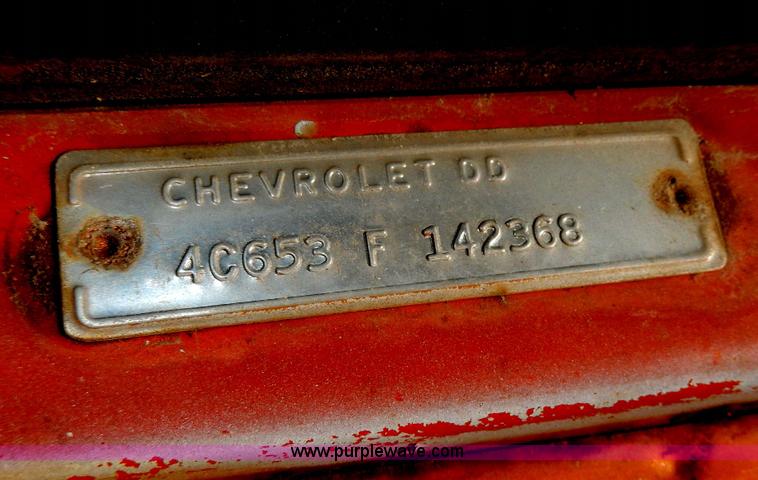 CHEVROLET DD
4C653 F 142368
www.purplewave.com